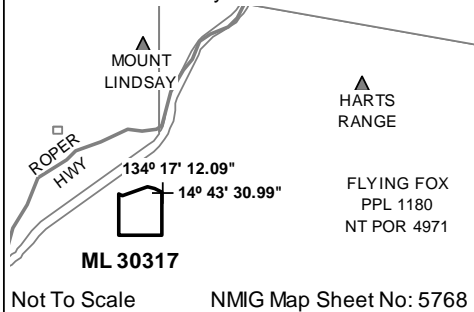 MOUNT
LINDSAY
HARTS
RANGE
ROPER
HWY
134º 17' 12.09"
14º 43' 30.99"
FLYING FOX
PPL 1180
NT POR 4971
ML 30317
Not To Scale
NMIG Map Sheet No: 5768